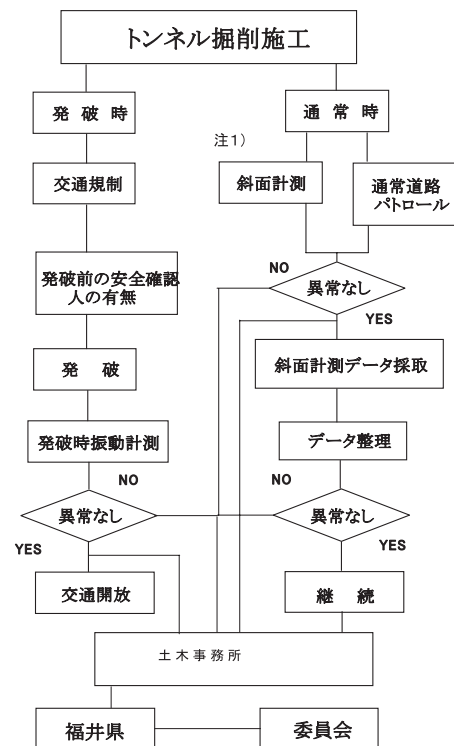 トンネル掘削施工
発 破 時
通 常 時
注1)
交通規制
斜面計測
通常道路
パトロール
NO
異常なし
YES
発破前の安全確認
人の有無
発 破
斜面計測データ採取
発破時振動計測
データ整理
NO
NO
異常なし
異常なし
YES
YES
交通開放
継 続
土木事務所
福井県
委員会